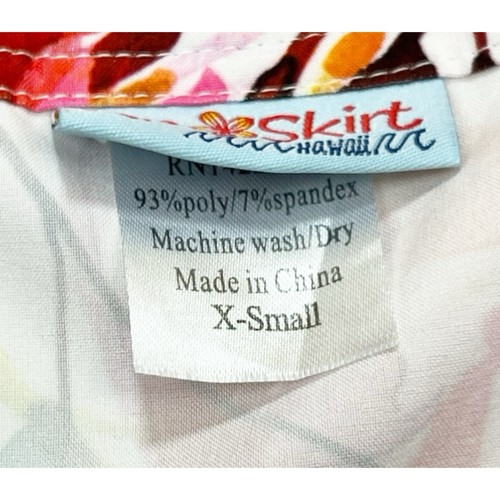 Skirt
Hawaii
93%poly/7%spandex
Machine wash/Dry
Made in China
X-Small